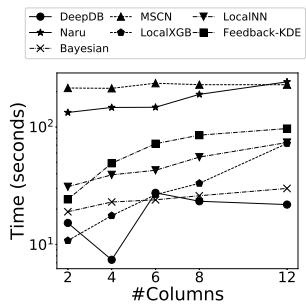 DeepDB MSCN LocalNN
Naru LocalXGB Feedback-KDE
Bayesian
10²
10¹
Time (seconds)
2 4 6 8 12
#Columns